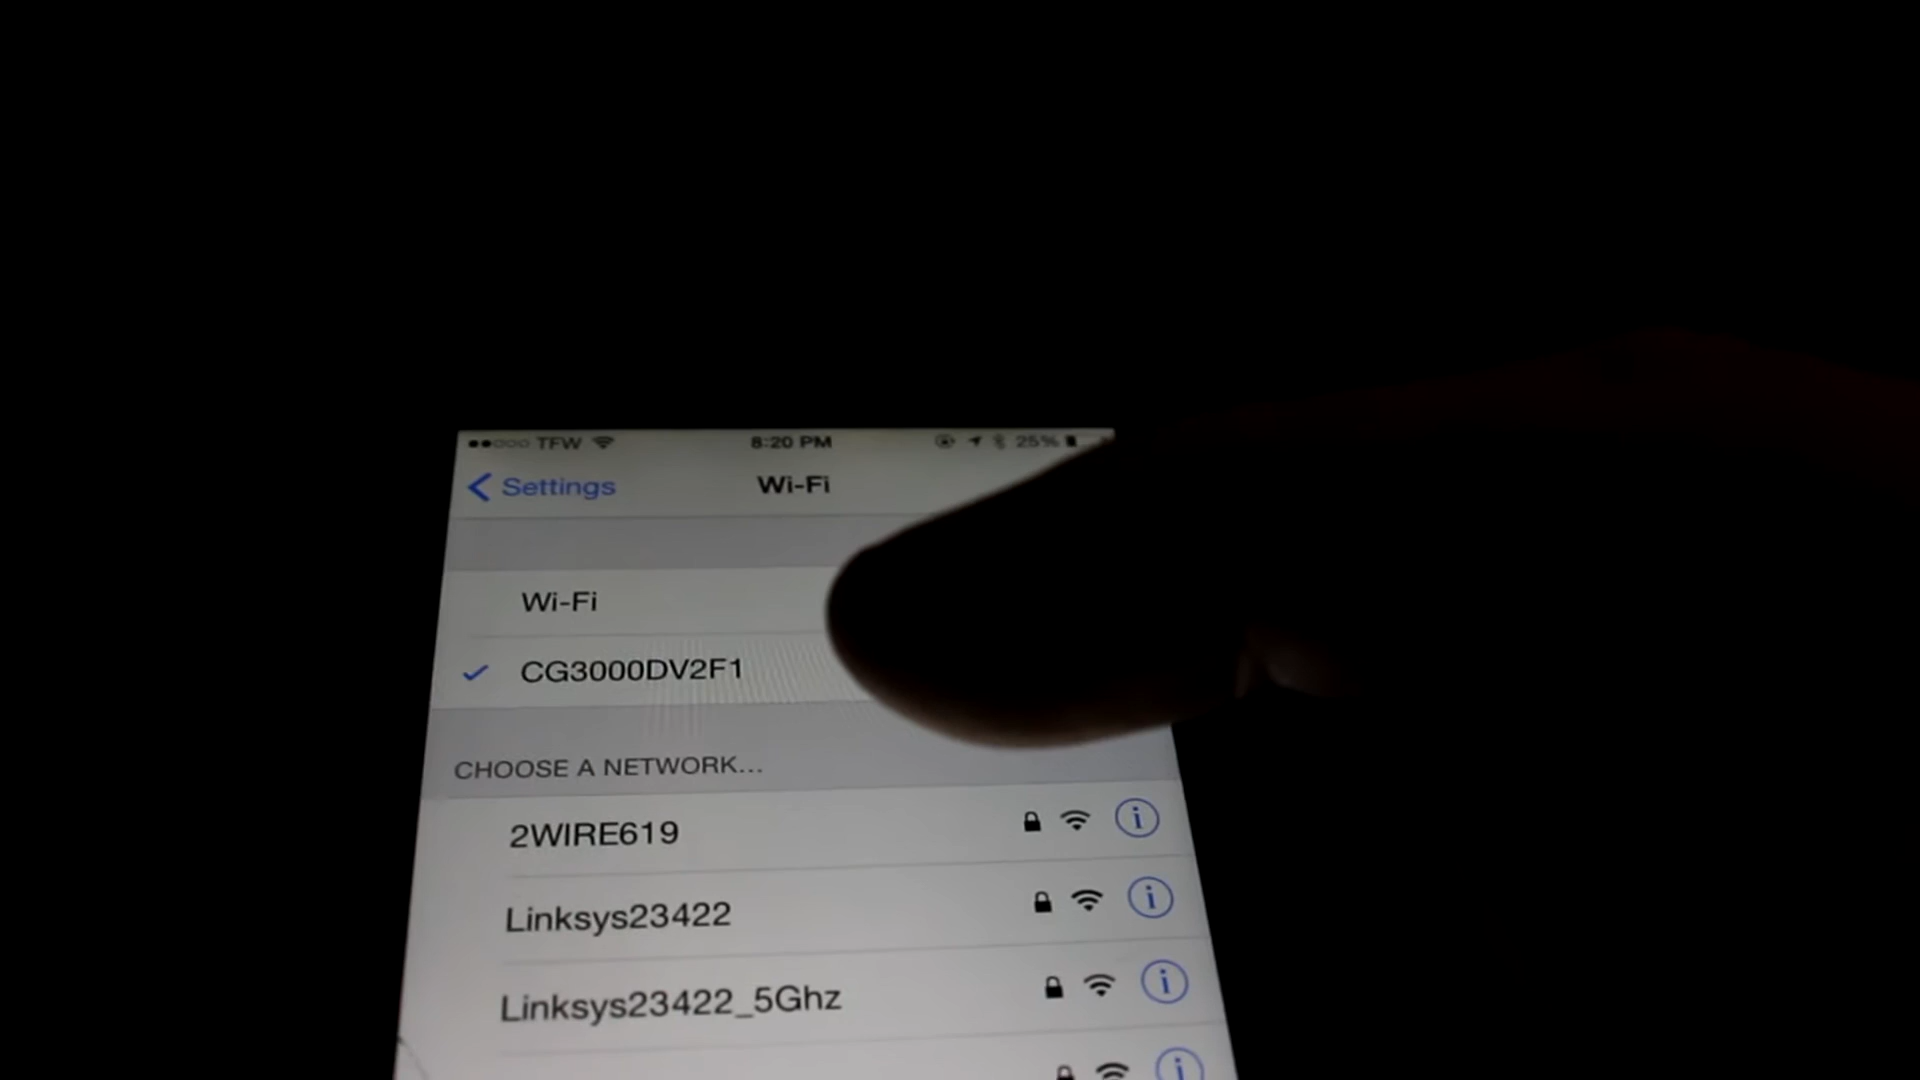 TFW 8:20 PM 25%
Settings Wi-Fi
Wi-Fi
CG3000DV2F1
CHOOSE A NETWORK...
2WIRE619
Linksys23422
Linksys23422_5Ghz